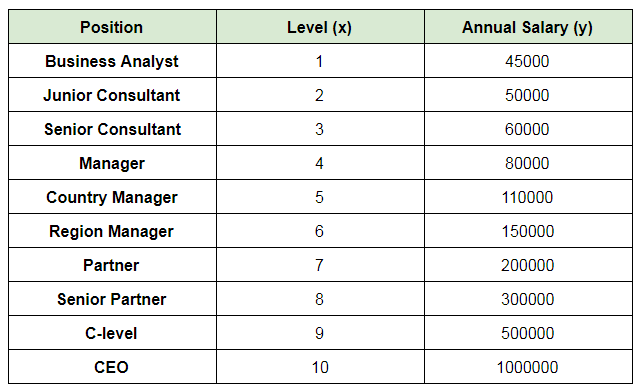 Position Level (x) Annual Salary (y)
Business Analyst 1 45000
Junior Consultant 2 50000
Senior Consultant 3 60000
Manager 4 80000
Country Manager 5 110000
Region Manager 6 150000
Partner 7 200000
Senior Partner 8 300000
C-level 9 500000
CEO 10 1000000